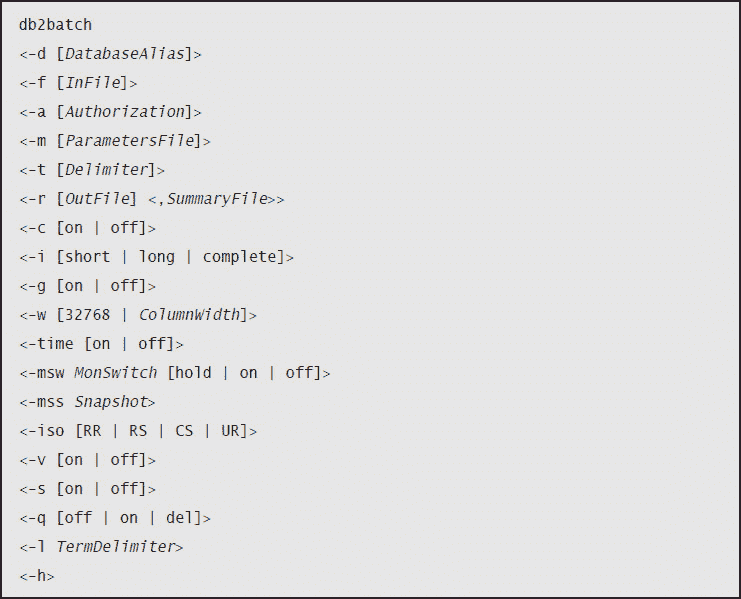 db2batch
<-d [DatabaseAlias]>
<-f [InFile]>
<-a [Authorization]>
<-m [ParametersFile]>
<-t [Delimiter]>
<-r [OutFile] <,SummaryFile>>
<-c [on | off]>
<-i [short | long | complete]>
<-g [on | off]>
<-w [32768 | ColumnWidth]>
<-time [on | off]>
<-msw MonSwitch [hold | on | off]>
<-mss Snapshot>
<-iso [RR | RS | CS | UR]>
<-v [on | off]>
<-s [on | off]>
<-q [off | on | del]>
<-l TermDelimiter>
<-h>